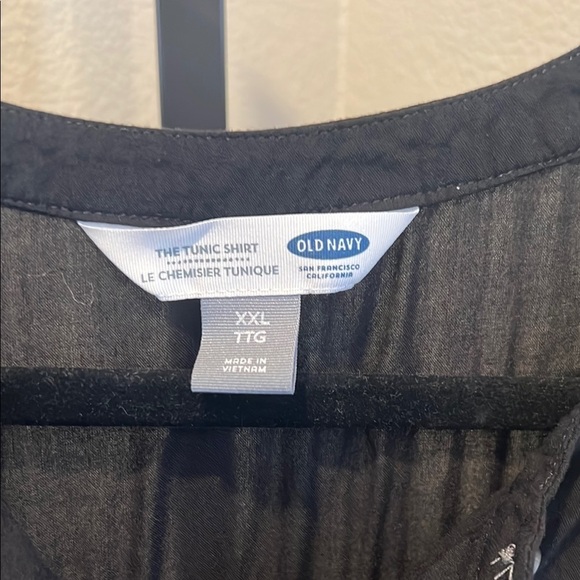 THE TUNIC SHIRT
LE CHEMISIER TUNIQUE
OLD NAVY
SAN FRANCISCO
CALIFORNIA
XXL
TTG
MADE IN
VIETNAM